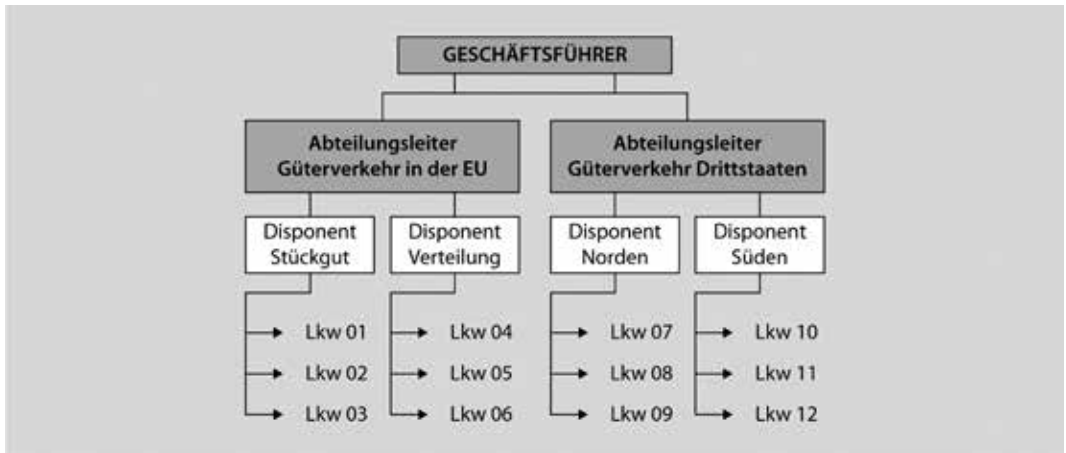 GESCHÄFTSFÜHRER
Abteilungsleiter
Güterverkehr in der EU
Abteilungsleiter
Güterverkehr Drittstaaten
Disponent
Stückgut
Disponent
Verteilung
Disponent
Norden
Disponent
Süden
Lkw 01
Lkw 02
Lkw 03
Lkw 04
Lkw 05
Lkw 06
Lkw 07
Lkw 08
Lkw 09
Lkw 10
Lkw 11
Lkw 12